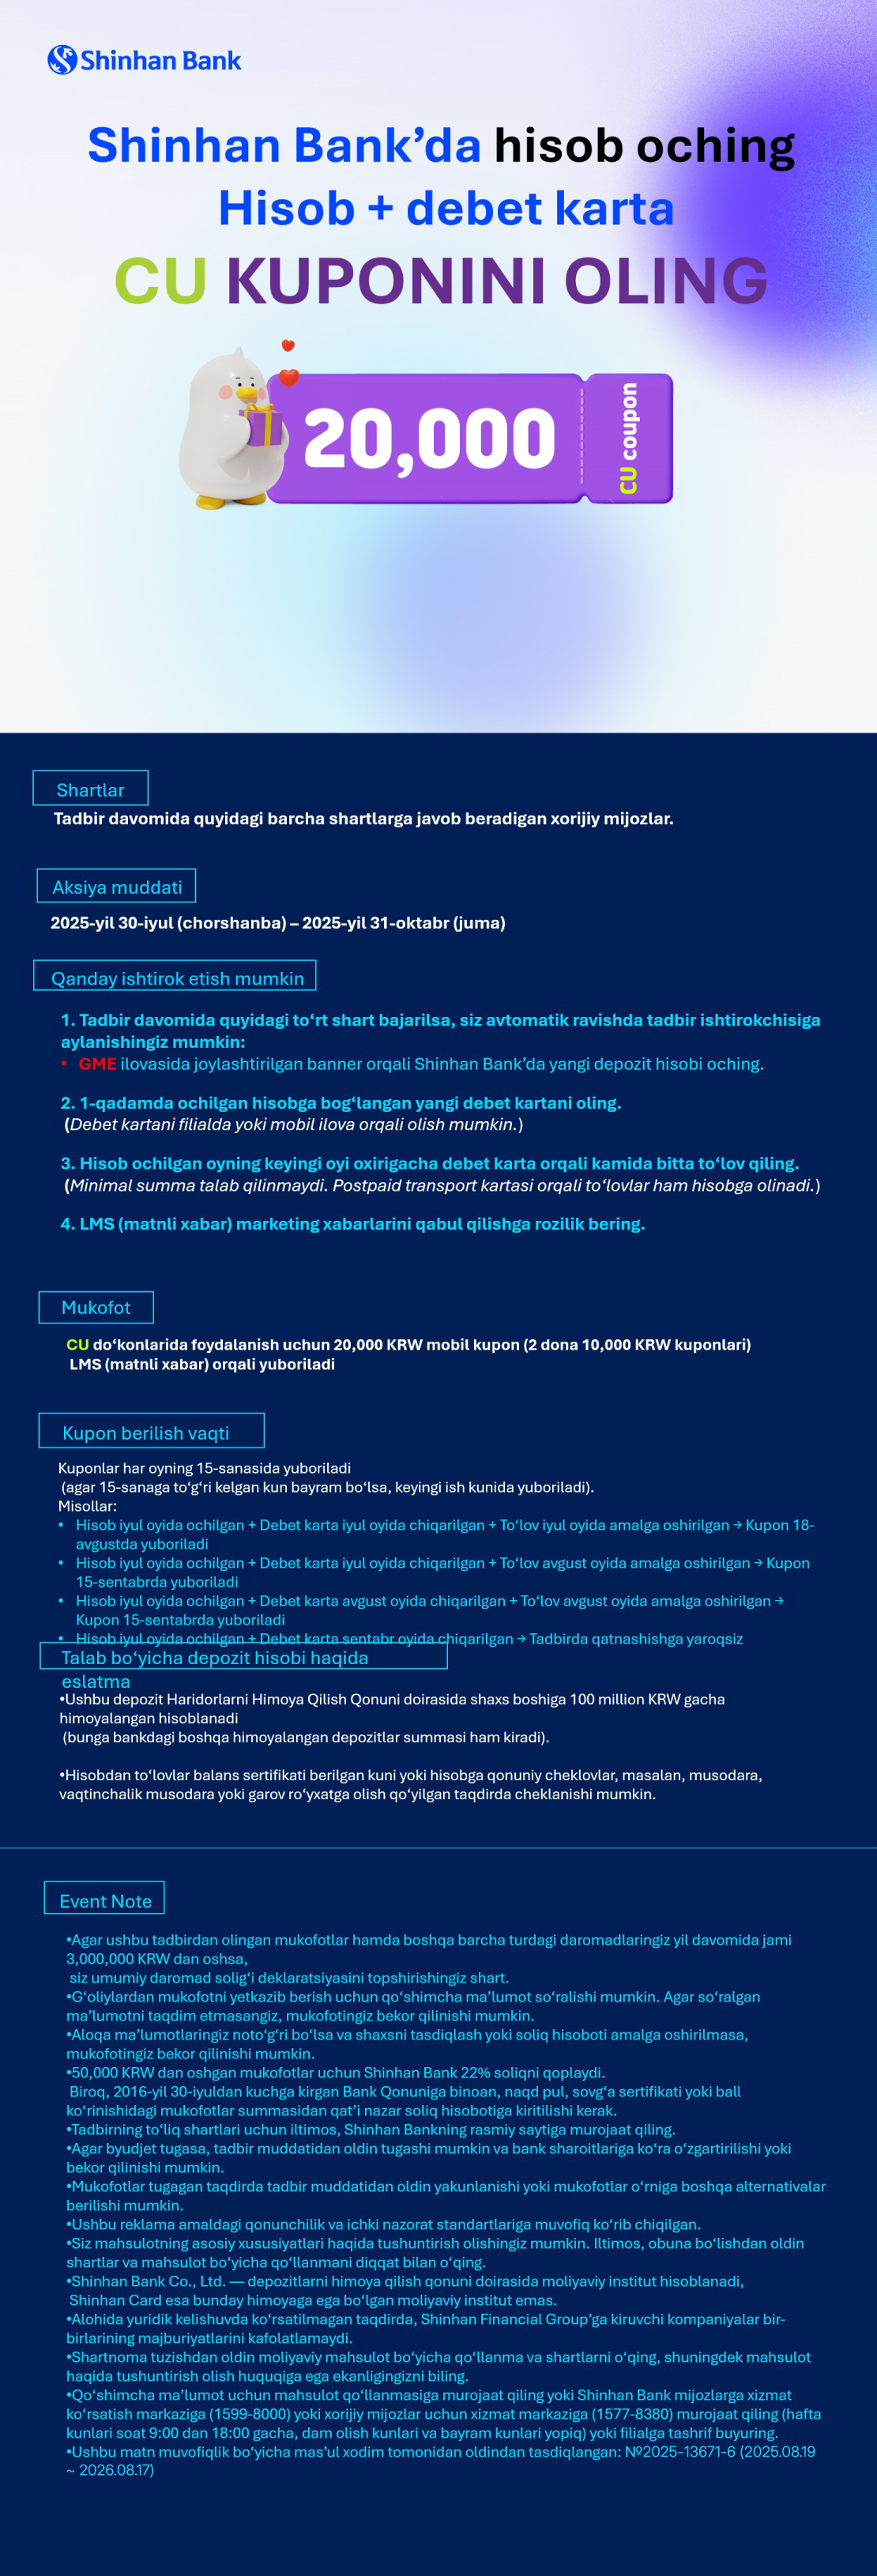 Shinhan Bank
Shinhan Bank’da hisob oching
Hisob + debet karta
CU KUPONINI OLING
20,000
CU coupon
Shartlar
Tadbir davomida quyidagi barcha shartlarga javob beradigan xorijiy mijozlar.
Aksiya muddati
2025-yil 30-iyul (chorshanba) – 2025-yil 31-oktabr (juma)
Qanday ishtirok etish mumkin
1. Tadbir davomida quyidagi to‘rt shart bajarilsa, siz avtomatik ravishda tadbir ishtirokchisiga
aylanishingiz mumkin:
• GME ilovasida joylashtirilgan banner orqali Shinhan Bank’da yangi depozit hisobi oching.
2. 1-qadamda ochilgan hisobga bog‘langan yangi debet kartani oling.
(Debet kartani filialda yoki mobil ilova orqali olish mumkin.)
3. Hisob ochilgan oyning keyingi oyi oxirigacha debet karta orqali kamida bitta to‘lov qiling.
(Minimal summa talab qilinmaydi. Postpaid transport kartasi orqali to‘lovlar ham hisobga olinadi.)
4. LMS (matnli xabar) marketing xabarlarini qabul qilishga rozilik bering.
Mukofot
CU do‘konlarida foydalanish uchun 20,000 KRW mobil kupon (2 dona 10,000 KRW kuponlari)
LMS (matnli xabar) orqali yuboriladi
Kupon berilish vaqti
Kuponlar har oyning 15-sanasida yuboriladi
(agar 15-sanaga to‘g‘ri kelgan kun bayram bo‘lsa, keyingi ish kunida yuboriladi).
Misollar:
• Hisob iyul oyida ochilgan + Debet karta iyul oyida chiqarilgan + To‘lov iyul oyida amalga oshirilgan → Kupon 18-
avgustda yuboriladi
• Hisob iyul oyida ochilgan + Debet karta iyul oyida chiqarilgan + To‘lov avgust oyida amalga oshirilgan → Kupon
15-sentabrda yuboriladi
• Hisob iyul oyida ochilgan + Debet karta avgust oyida chiqarilgan + To‘lov avgust oyida amalga oshirilgan →
Kupon 15-sentabrda yuboriladi
• Hisob iyul oyida ochilgan + Debet karta sentabr oyida chiqarilgan → Tadbirda qatnashishga yaroqsiz
Talab bo‘yicha depozit hisobi haqida
eslatma
•Ushbu depozit Haridorlarni Himoya Qilish Qonuni doirasida shaxs boshiga 100 million KRW gacha
himoyalangan hisoblanadi
(bunga bankdagi boshqa himoyalangan depozitlar summasi ham kiradi).
•Hisobdan to‘lovlar balans sertifikati berilgan kuni yoki hisobga qonuniy cheklovlar, masalan, musodara,
vaqtinchalik musodara yoki garov ro‘yxatga olish qo‘yilgan taqdirda cheklanishi mumkin.
Event Note
•Agar ushbu tadbirdan olingan mukofotlar hamda boshqa barcha turdagi daromadlaringiz yil davomida jami
3,000,000 KRW dan oshsa,
siz umumiy daromad solig‘i deklaratsiyasini topshirishingiz shart.
•G‘oliylardan mukofotni yetkazib berish uchun qo‘shimcha ma’lumot so‘ralishi mumkin. Agar so‘ralgan
ma’lumotni taqdim etmasangiz, mukofotingiz bekor qilinishi mumkin.
•Aloqa ma’lumotlaringiz noto‘g‘ri bo‘lsa va shaxsni tasdiqlash yoki soliq hisoboti amalga oshirilmasa,
mukofotingiz bekor qilinishi mumkin.
•50,000 KRW dan oshgan mukofotlar uchun Shinhan Bank 22% soliqni qoplaydi.
Biroq, 2016-yil 30-iyuldan kuchga kirgan Bank Qonuniga binoan, naqd pul, sovg‘a sertifikati yoki ball
ko‘rinishidagi mukofotlar summasidan qat’i nazar soliq hisobotiga kiritilishi kerak.
•Tadbirning to‘liq shartlari uchun iltimos, Shinhan Bankning rasmiy saytiga murojaat qiling.
•Agar byudjet tugasa, tadbir muddatidan oldin tugashi mumkin va bank sharoitlariga ko‘ra o‘zgartirilishi yoki
bekor qilinishi mumkin.
•Mukofotlar tugagan taqdirda tadbir muddatidan oldin yakunlanishi yoki mukofotlar o‘rniga boshqa alternativalar
berilishi mumkin.
•Ushbu reklama amaldagi qonunchilik va ichki nazorat standartlariga muvofiq ko‘rib chiqilgan.
•Siz mahsulotning asosiy xususiyatlari haqida tushuntirish olishingiz mumkin. Iltimos, obuna bo‘lishdan oldin
shartlar va mahsulot bo‘yicha qo‘llanmani diqqat bilan o‘qing.
•Shinhan Bank Co., Ltd. — depozitlarni himoya qilish qonuni doirasida moliyaviy institut hisoblanadi,
Shinhan Card esa bunday himoyaga ega bo‘lgan moliyaviy institut emas.
•Alohida yuridik kelishuvda ko‘rsatilmagan taqdirda, Shinhan Financial Group’ga kiruvchi kompaniyalar bir-
birlarining majburiyatlarini kafolatlamaydi.
•Shartnoma tuzishdan oldin moliyaviy mahsulot bo‘yicha qo‘llanma va shartlarni o‘qing, shuningdek mahsulot
haqida tushuntirish olish huquqiga ega ekanligingizni biling.
•Qo‘shimcha ma’lumot uchun mahsulot qo‘llanmasiga murojaat qiling yoki Shinhan Bank mijozlarga xizmat
ko‘rsatish markaziga (1599-8000) yoki xorijiy mijozlar uchun xizmat markaziga (1577-8380) murojaat qiling (hafta
kunlari soat 9:00 dan 18:00 gacha, dam olish kunlari va bayram kunlari yopiq) yoki filialga tashrif buyuring.
•Ushbu matn muvofiqlik bo‘yicha mas’ul xodim tomonidan oldindan tasdiqlangan: №2025-13671-6 (2025.08.19
~ 2026.08.17)